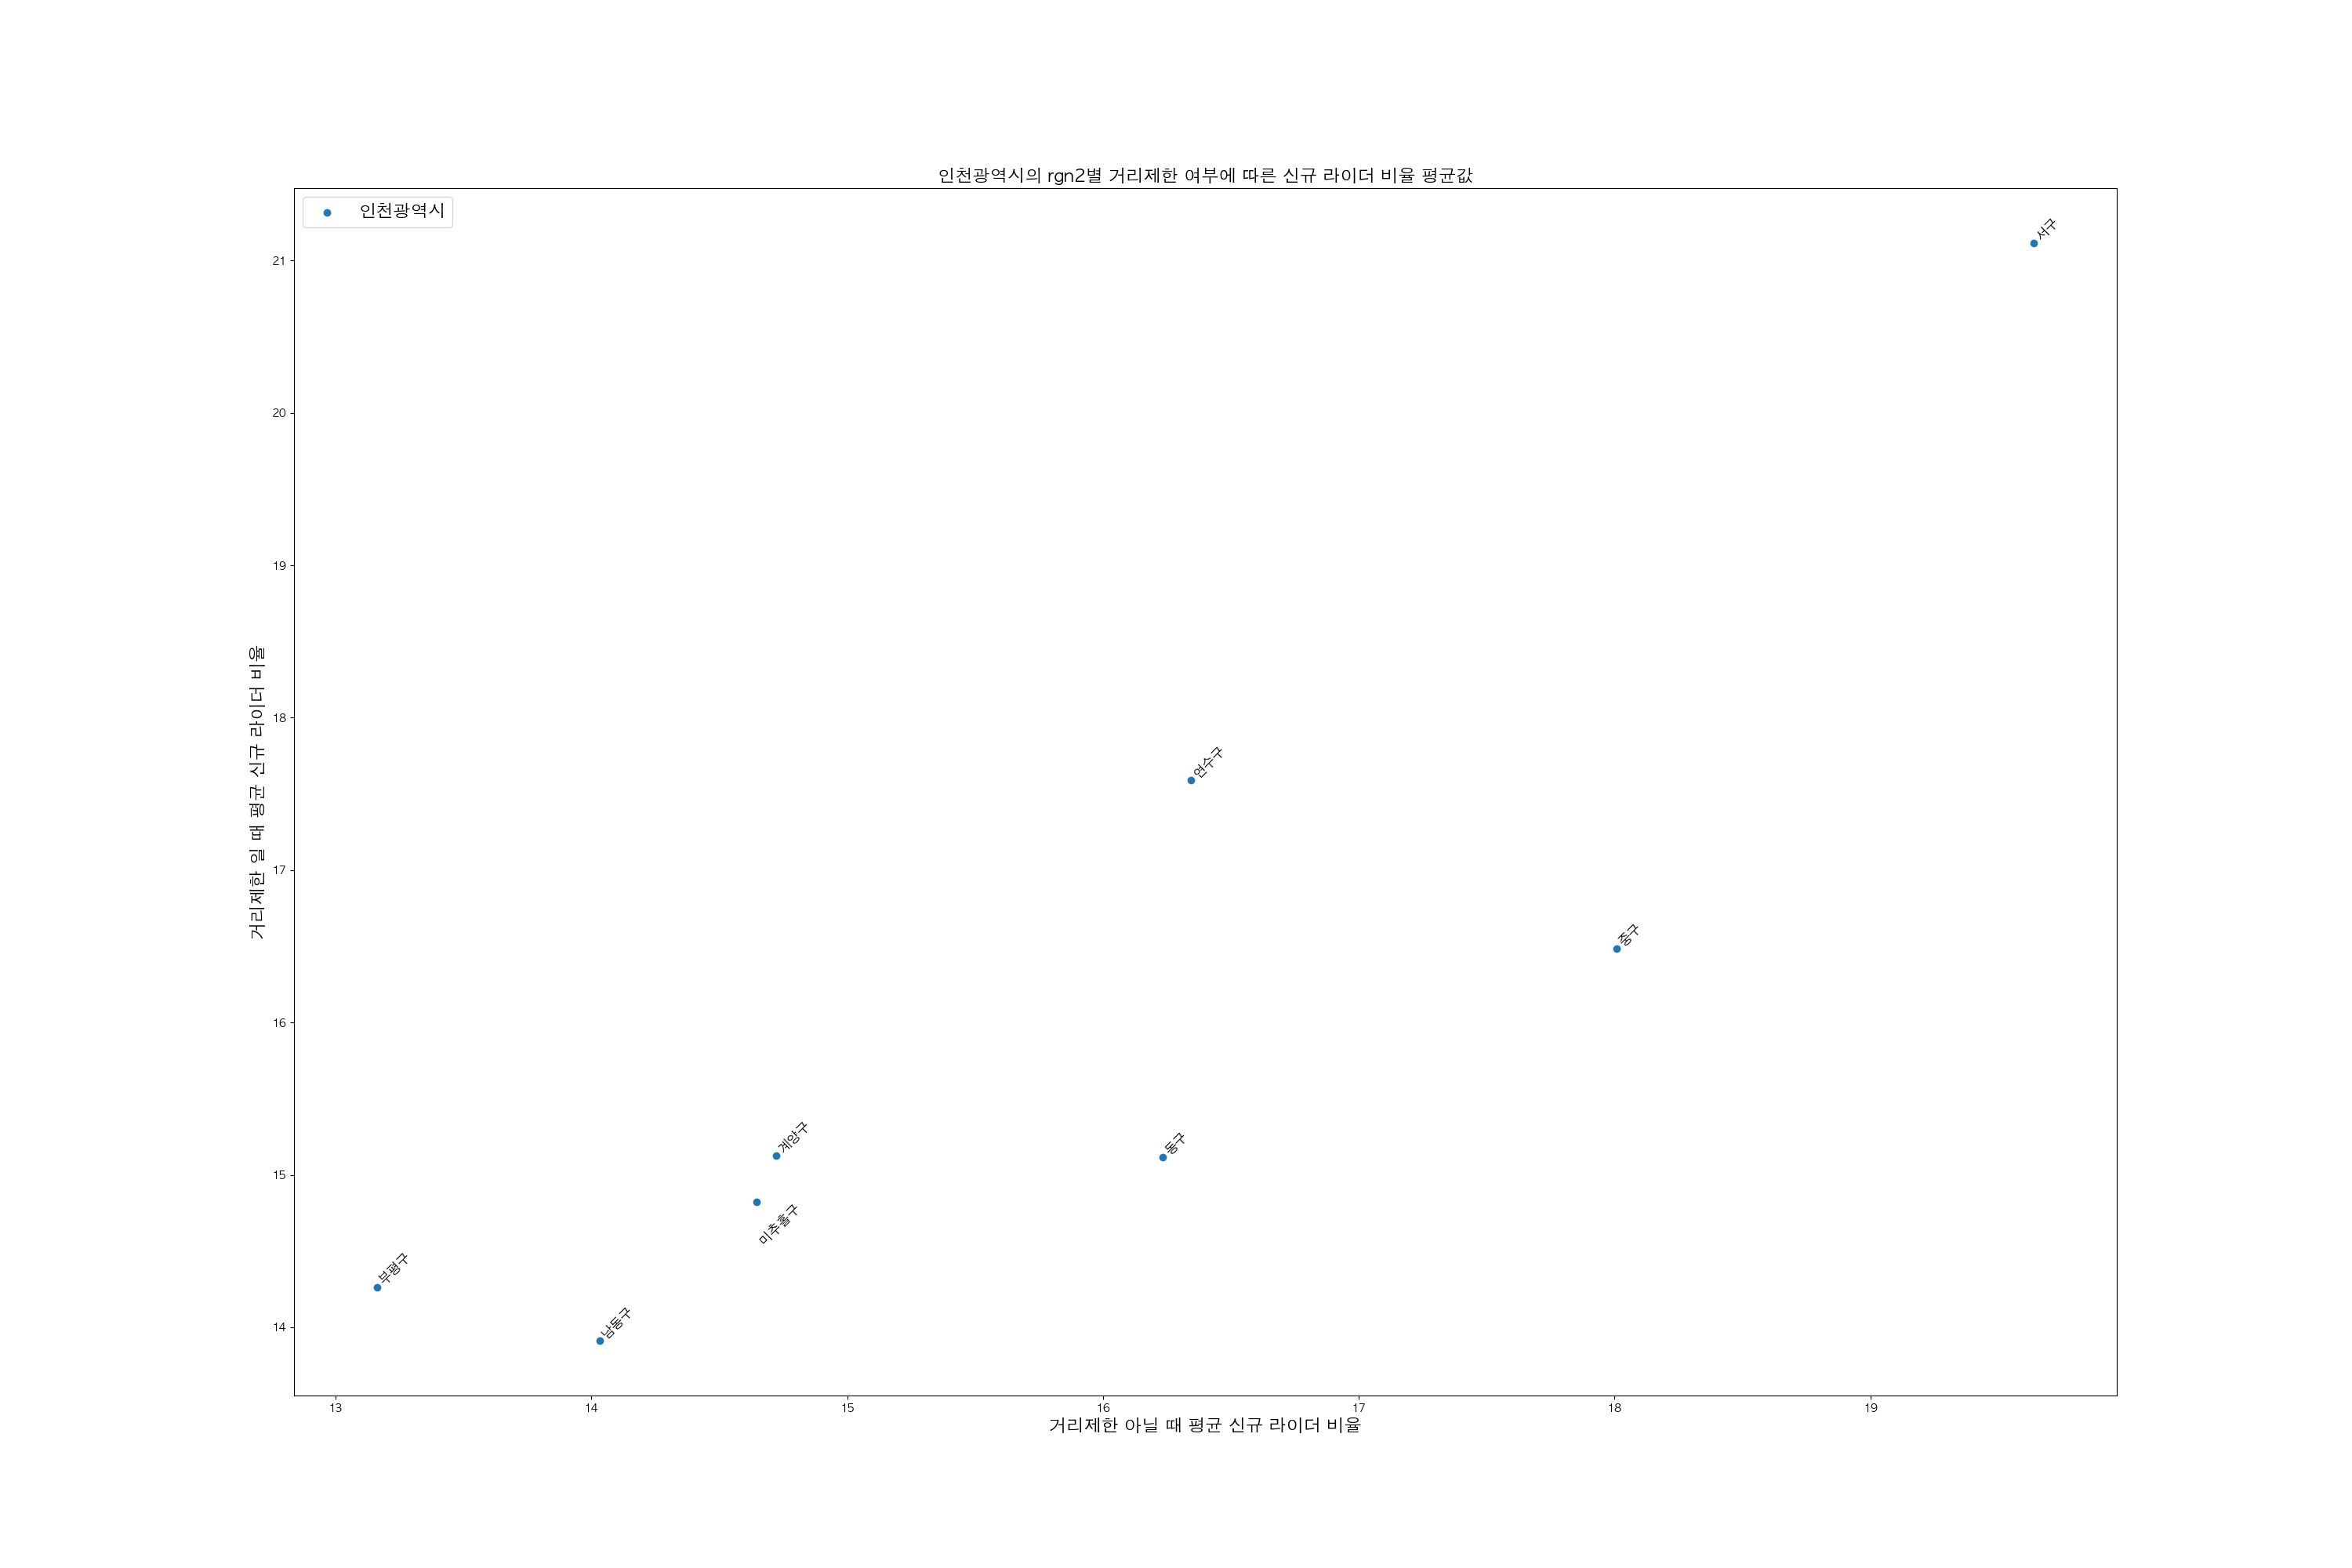 인천광역시의 rgn2별 거리제한 여부에 따른 신규 라이더 비율 평균값
인천광역시
서구
21
20
19
18
17
16
15
14
거리제한 일 때 평균 신규 라이더 비율
연수구
중구
계양구
동구
미추홀구
부평구
남동구
13 14 15 16 17 18 19
거리제한 아닐 때 평균 신규 라이더 비율